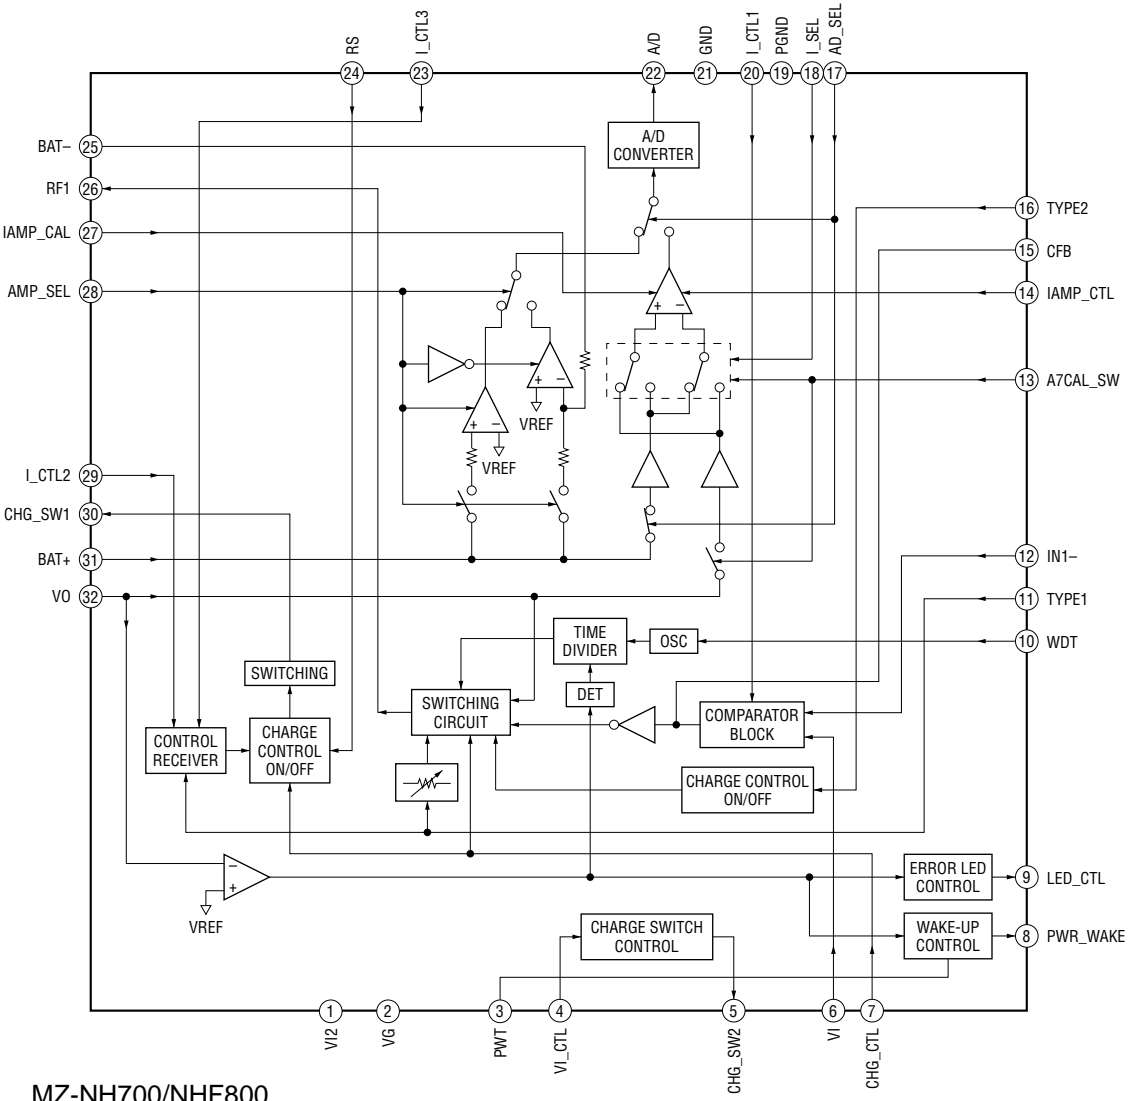 RS
I_CTL3
A/D
GND
I_CTL1
PGND
I_SEL
AD_SEL
24
23
22
21
20
19
18
17
BAT–
25
RF1
26
IAMP_CAL
27
AMP_SEL
28
A/D
CONVERTER
16
TYPE2
15
CFB
14
IAMP_CTL
13
A7CAL_SW
+
–
+
–
VREF
+
–
VREF
I_CTL2
29
CHG_SW1
30
BAT+
31
VO
32
12
IN1–
11
TYPE1
10
WDT
TIME
DIVIDER
OSC
DET
SWITCHING
SWITCHING
CIRCUIT
COMPARATOR
BLOCK
CONTROL
RECEIVER
CHARGE
CONTROL
ON/OFF
CHARGE CONTROL
ON/OFF
–
+
VREF
ERROR LED
CONTROL
9
LED_CTL
WAKE-UP
CONTROL
8
PWR_WAKE
CHARGE SWITCH
CONTROL
1
2
3
4
5
6
7
VI2
VG
PWT
VI_CTL
CHG_SW2
VI
CHG_CTL
MZ-NH700/NHF800